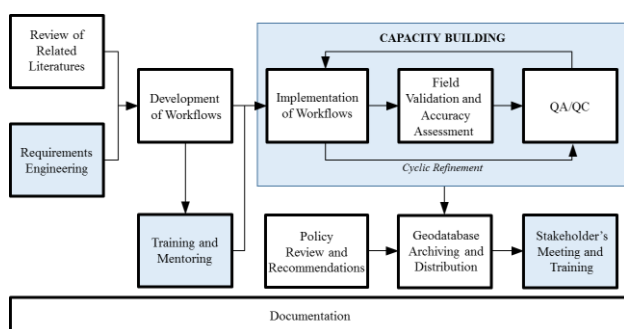 Review of
Related
Literatures
Requirements
Engineering
Development
of Workflows
Training and
Mentoring
CAPACITY BUILDING
Implementation
of Workflows
Field
Validation and
Accuracy
Assessment
QA/QC
Cyclic Refinement
Policy
Review and
Recommendations
Geodatabase
Archiving and
Distribution
Stakeholder's
Meeting and
Training
Documentation